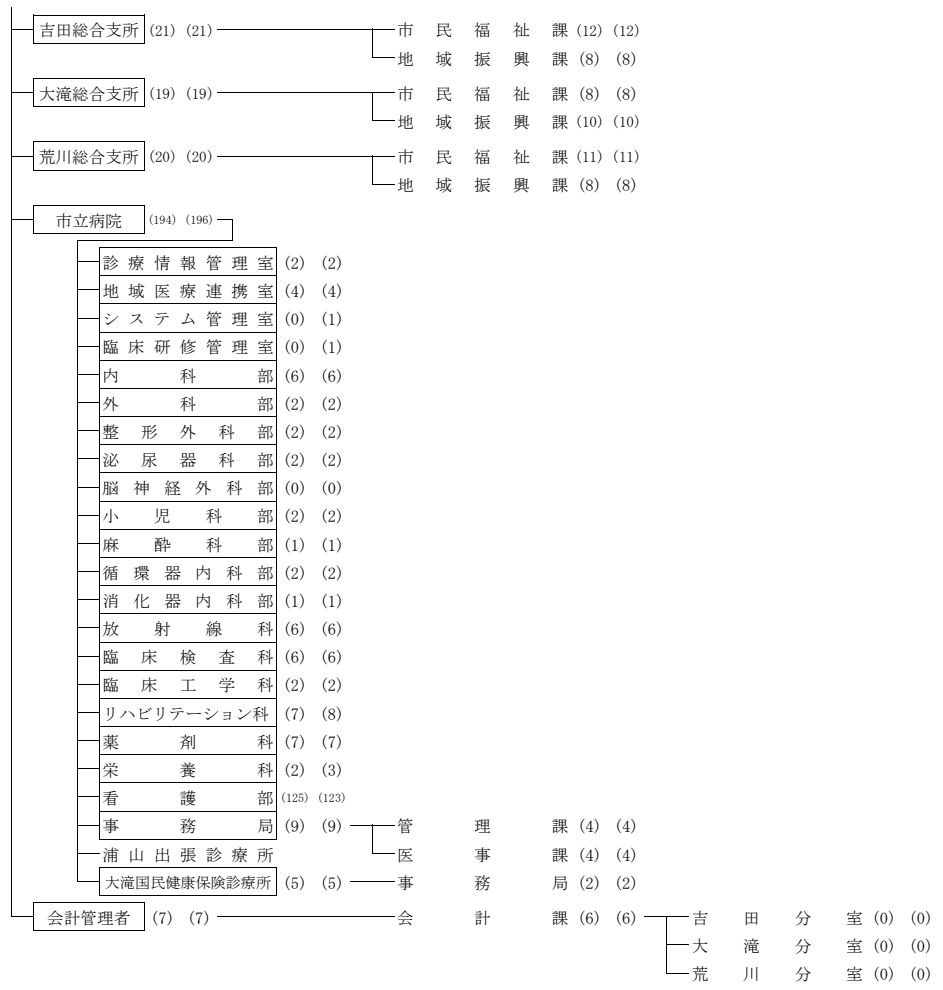 吉田総合支所 (21) (21) 市民福祉課 (12) (12)
地域振興課 (8) (8)
大滝総合支所 (19) (19) 市民福祉課 (8) (8)
地域振興課 (10) (10)
荒川総合支所 (20) (20) 市民福祉課 (11) (11)
地域振興課 (8) (8)
市立病院 (194) (196)
診療情報管理室 (2) (2)
地域医療連携室 (4) (4)
システム管理室 (0) (1)
臨床研修管理室 (0) (1)
内科部 (6) (6)
外科部 (2) (2)
整形外科部 (2) (2)
泌尿器科部 (2) (2)
脳神経外科部 (0) (0)
小児科部 (2) (2)
麻酔科部 (1) (1)
循環器内科部 (2) (2)
消化器内科部 (1) (1)
放射線科 (6) (6)
臨床検査科 (6) (6)
臨床工学科 (2) (2)
リハビリテーション科 (7) (8)
薬剤科 (7) (7)
栄養科 (2) (3)
看護部 (125) (123)
事務局 (9) (9) 管理課 (4) (4)
浦山出張診療所 医事課 (4) (4)
大滝国民健康保険診療所 (5) (5) 事務局 (2) (2)
会計管理者 (7) (7) 会計課 (6) (6) 吉田分室 (0) (0)
大滝分室 (0) (0)
荒川分室 (0) (0)